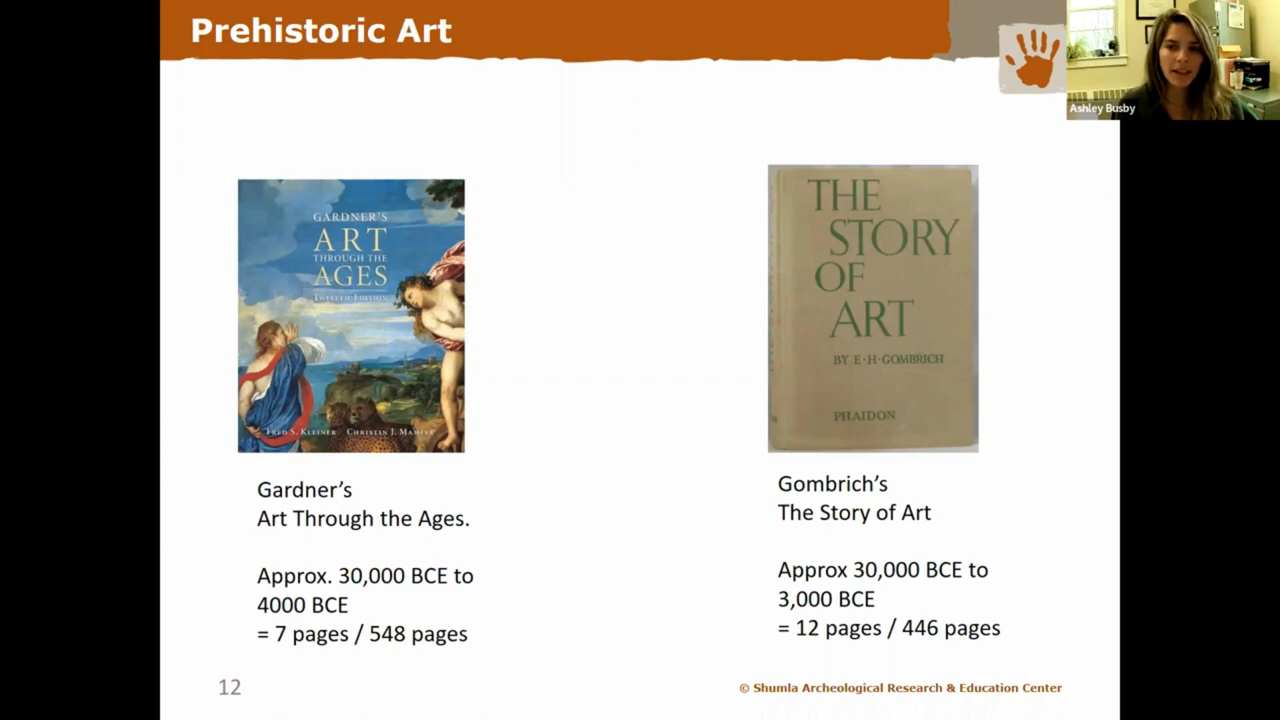 Prehistoric Art
Ashley Busby
GARDNER'S
ART
THROUGH THE
AGES
TWELFTH EDITION
FRED S. KLEINER CHRISTIN J.
THE
STORY
OF
ART
BY E·H·GOMBRICH
PHAIDON
Gardner's
Art Through the Ages.
Approx. 30,000 BCE to
4000 BCE
= 7 pages / 548 pages
Gombrich's
The Story of Art
Approx 30,000 BCE to
3,000 BCE
= 12 pages / 446 pages
12
© Shumla Archeological Research & Education Center